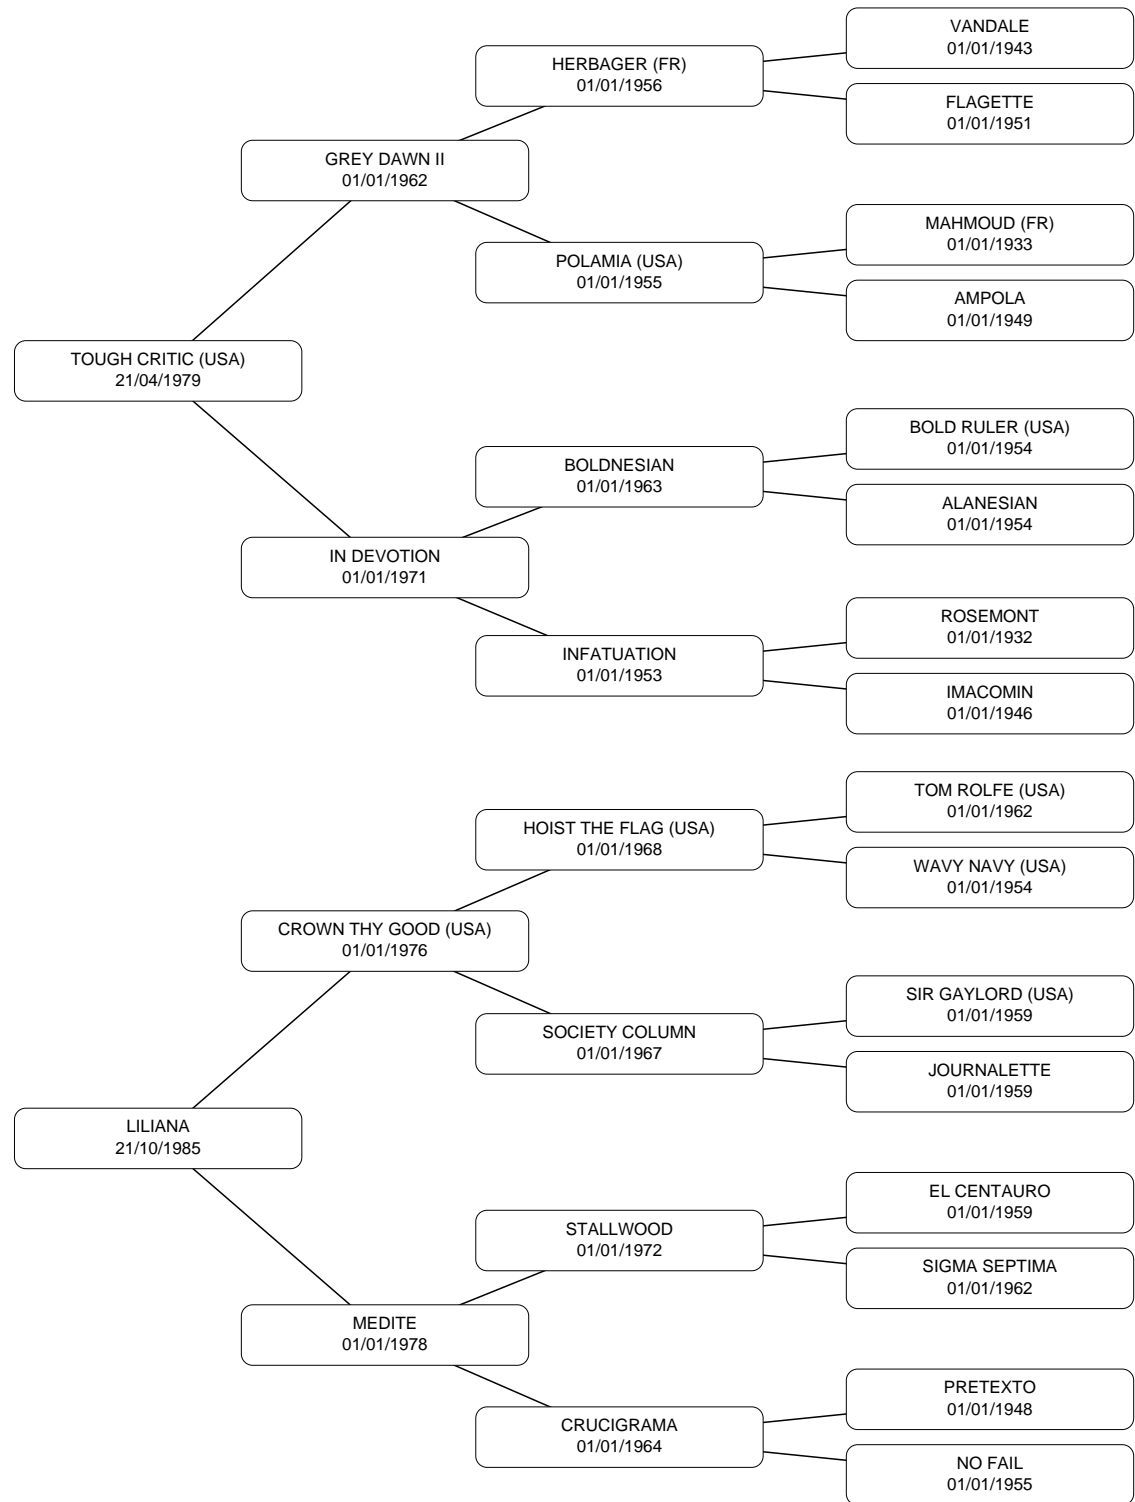 VANDALE
01/01/1943
HERBAGER (FR)
01/01/1956
FLAGETTE
01/01/1951
GREY DAWN II
01/01/1962
MAHMOUD (FR)
01/01/1933
POLAMIA (USA)
01/01/1955
AMPOLA
01/01/1949
TOUGH CRITIC (USA)
21/04/1979
BOLD RULER (USA)
01/01/1954
BOLDNESIAN
01/01/1963
ALANESIAN
01/01/1954
IN DEVOTION
01/01/1971
ROSEMONT
01/01/1932
INFATUATION
01/01/1953
IMACOMIN
01/01/1946
TOM ROLFE (USA)
01/01/1962
HOIST THE FLAG (USA)
01/01/1968
WAVY NAVY (USA)
01/01/1954
CROWN THY GOOD (USA)
01/01/1976
SIR GAYLORD (USA)
01/01/1959
SOCIETY COLUMN
01/01/1967
JOURNALETTE
01/01/1959
LILIANA
21/10/1985
EL CENTAURO
01/01/1959
STALLWOOD
01/01/1972
SIGMA SEPTIMA
01/01/1962
MEDITE
01/01/1978
PRETEXTO
01/01/1948
CRUCIGRAMA
01/01/1964
NO FAIL
01/01/1955